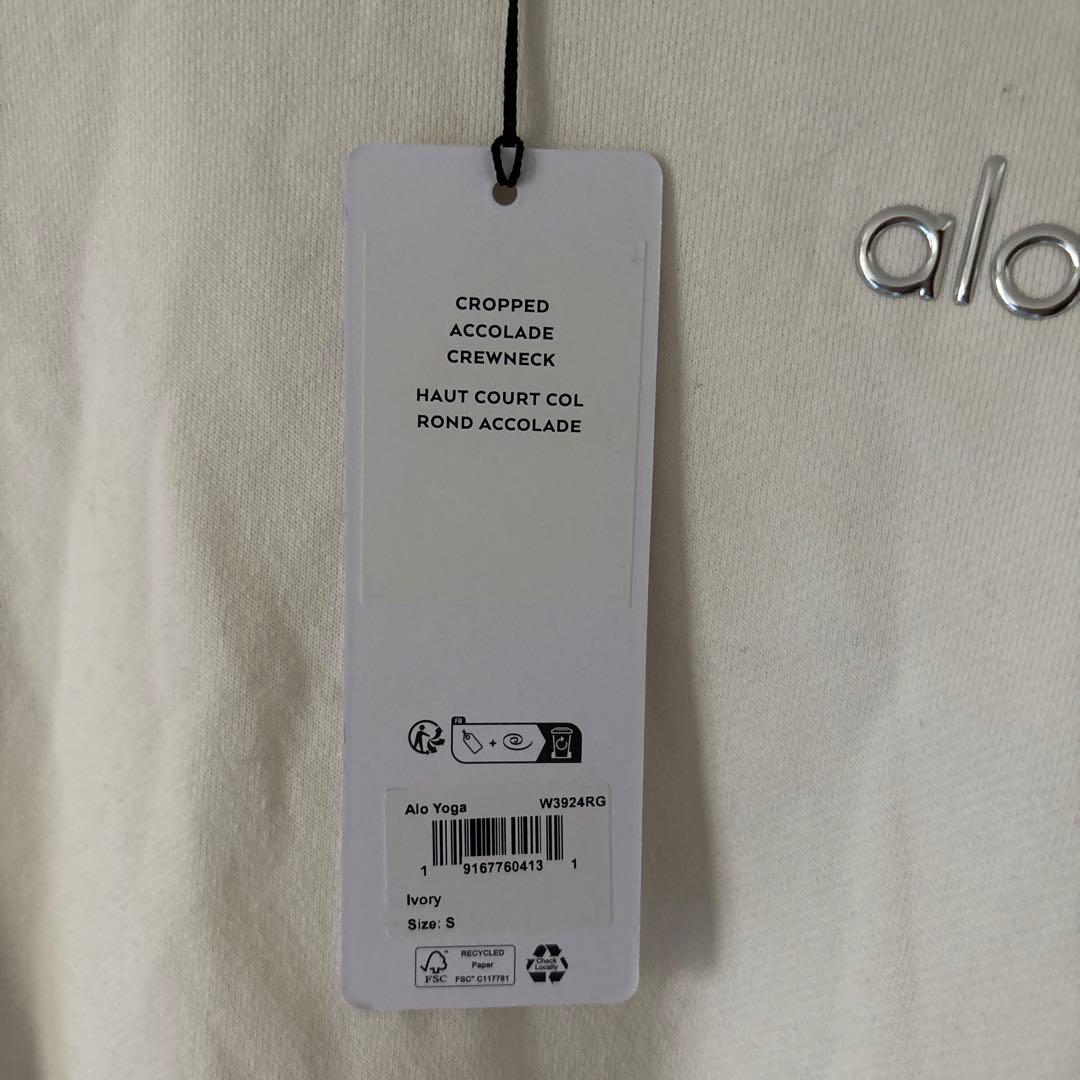 alo
CROPPED
ACCOLADE
CREWNECK
HAUT COURT COL
ROND ACCOLADE
FR
Alo Yoga W3924RG
1 9167760413 1
Ivory
Size: S
FSC™
RECYCLED
Paper
FSC® C117781
Check
Locally